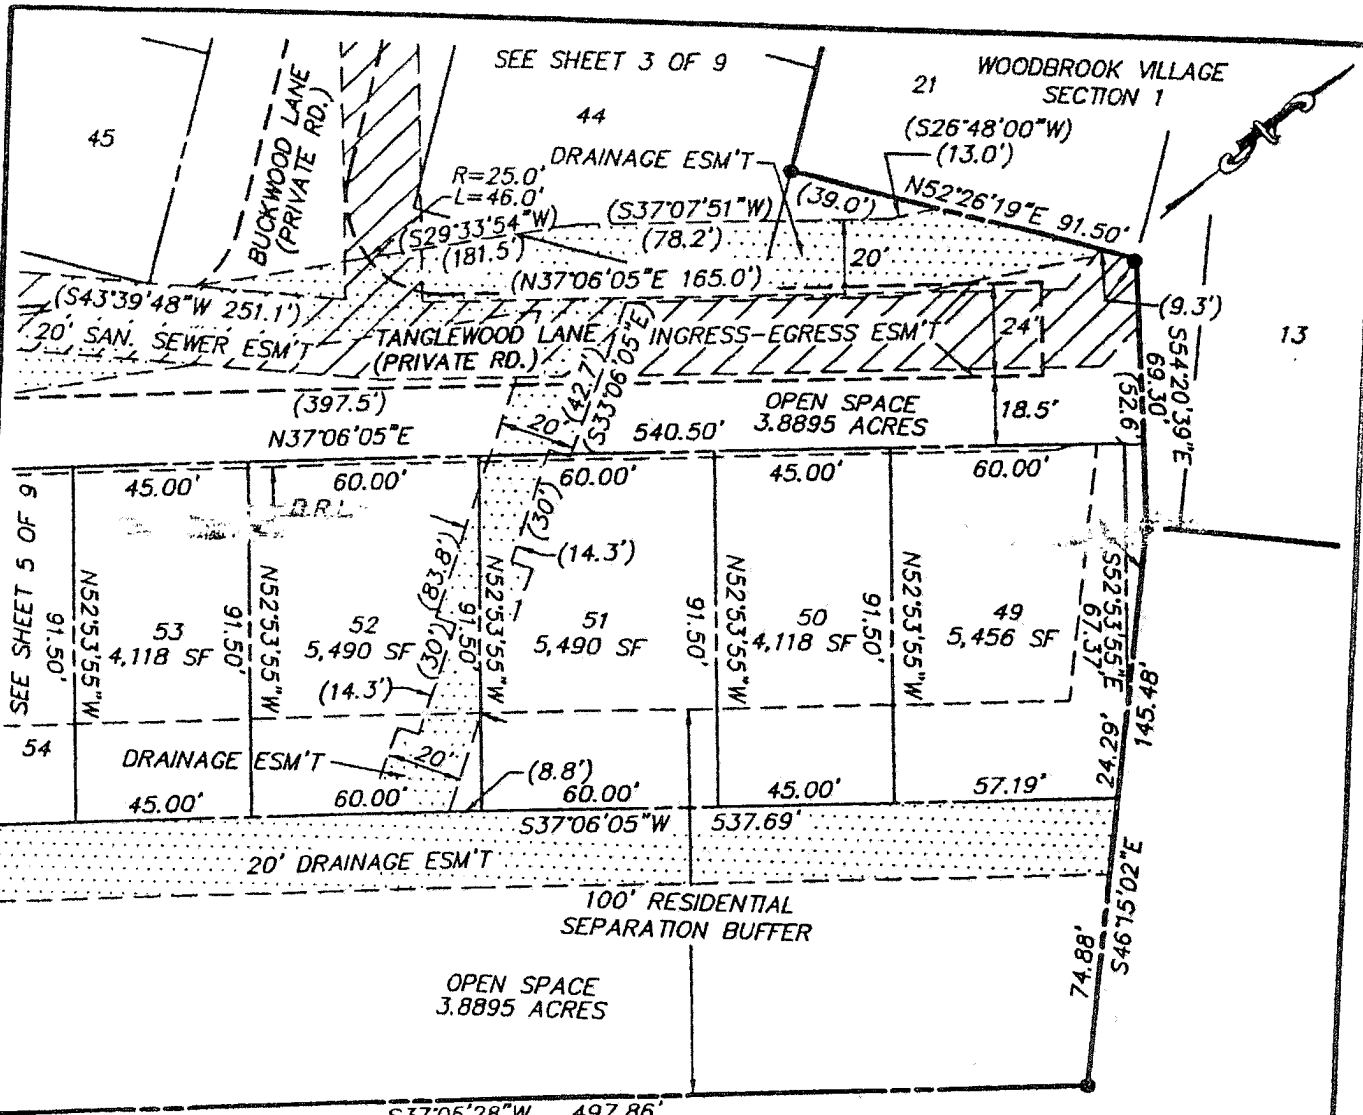 SEE SHEET 3 OF 9
WOODBROOK VILLAGE
SECTION 1
21
45
44
BUCKWOOD LANE
(PRIVATE RD.)
(S26°48'00"W)
(13.0')
DRAINAGE ESM'T
R=25.0'
L=46.0'
(39.0')
N52°26'19"E 91.50'
(S29°33'54"W)
(181.5')
(S37°07'51"W)
(78.2')
20'
(N37°06'05"E 165.0')
(S43°39'48"W 251.1')
20' SAN. SEWER ESM'T
TANGLEWOOD LANE
(PRIVATE RD.)
INGRESS-EGRESS ESM'T
24'
(9.3')
13
S54°20'39"E
69.30'
(52.6'
(42.7')
(S33°06'05"E)
(397.5')
N37°06'05"E
20'
540.50'
OPEN SPACE
3.8895 ACRES
18.5'
SEE SHEET 5 OF 9
45.00'
60.00'
60.00'
45.00'
60.00'
B.R.L.
(30')
(14.3')
(83.8')
91.50'
N52°53'55"W
53
4,118 SF
91.50'
N52°53'55"W
52
5,490 SF
(30')
91.50'
N52°53'55"W
51
5,490 SF
91.50'
N52°53'55"W
50
4,118 SF
91.50'
N52°53'55"W
49
5,456 SF
S52°53'55"E
67.37'
(14.3')
145.48'
24.29'
54
DRAINAGE ESM'T
20'
(8.8')
45.00'
60.00'
60.00'
45.00'
57.19'
S37°06'05"W 537.69'
20' DRAINAGE ESM'T
100' RESIDENTIAL
SEPARATION BUFFER
S46°15'02"E
74.88'
OPEN SPACE
3.8895 ACRES
S37°05'28"W 497.86'